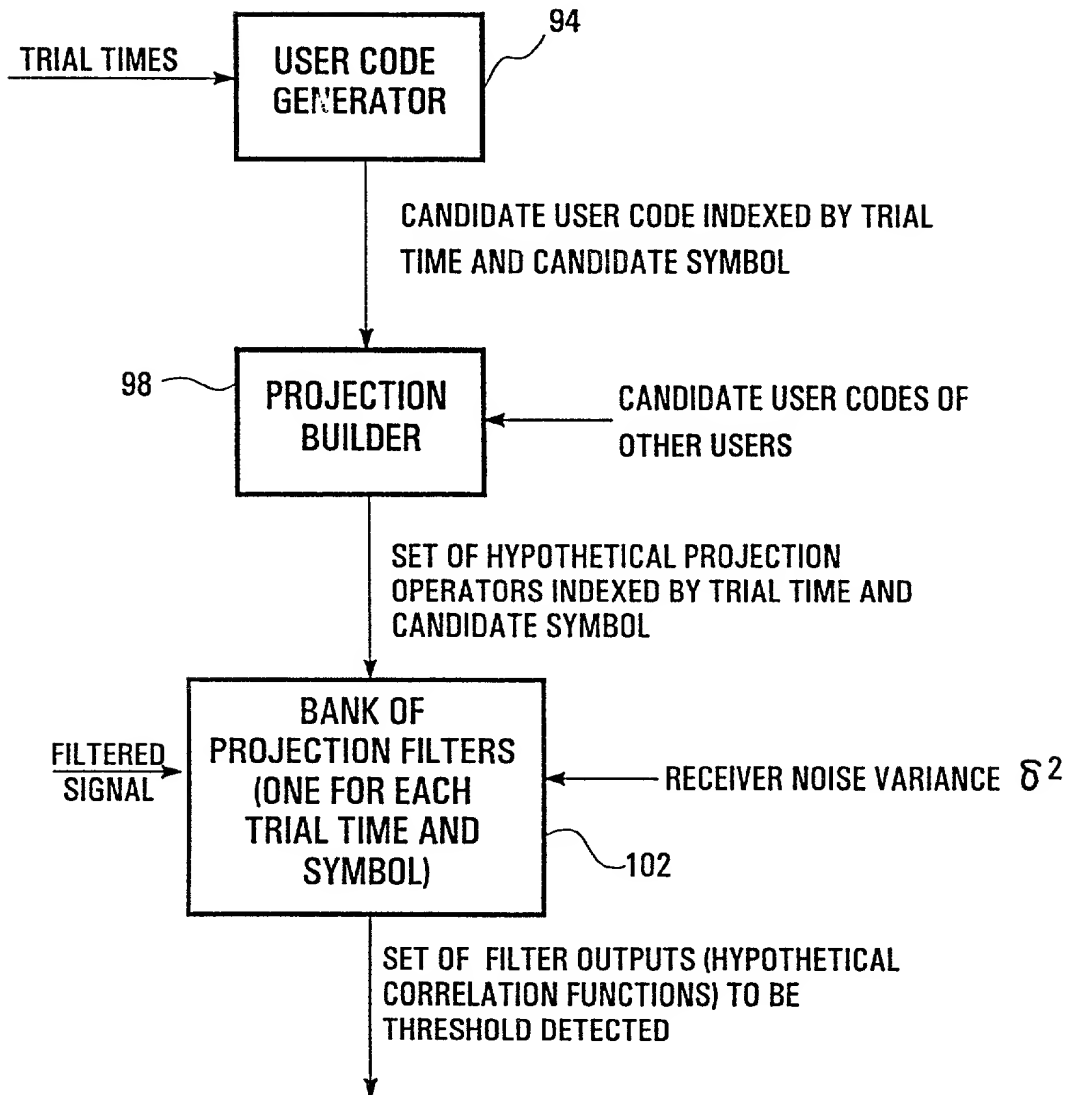 94
TRIAL TIMES
USER CODE
GENERATOR
CANDIDATE USER CODE INDEXED BY TRIAL
TIME AND CANDIDATE SYMBOL
98
PROJECTION
BUILDER
CANDIDATE USER CODES OF
OTHER USERS
SET OF HYPOTHETICAL PROJECTION
OPERATORS INDEXED BY TRIAL TIME AND
CANDIDATE SYMBOL
BANK OF
PROJECTION FILTERS
(ONE FOR EACH
TRIAL TIME AND
SYMBOL)
FILTERED
SIGNAL
RECEIVER NOISE VARIANCE δ²
102
SET OF FILTER OUTPUTS (HYPOTHETICAL
CORRELATION FUNCTIONS) TO BE
THRESHOLD DETECTED